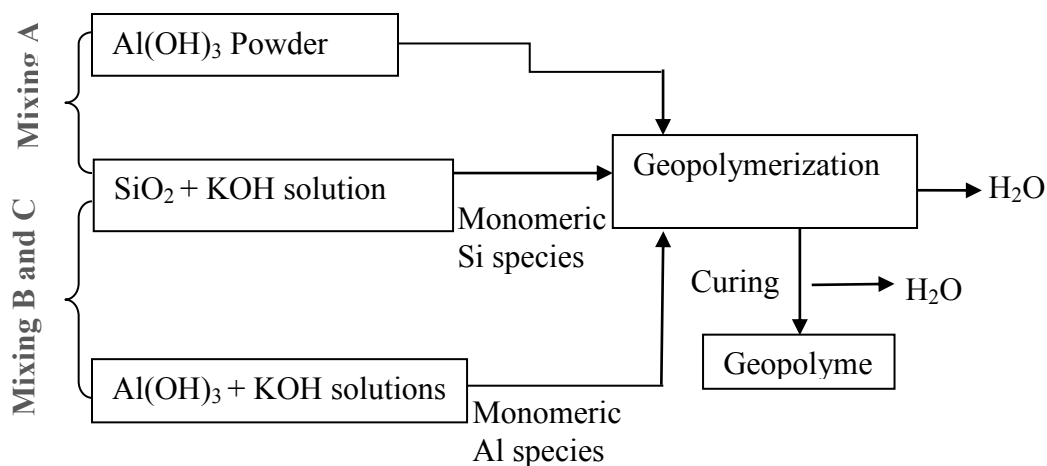 Mixing A
Al(OH)₃ Powder
SiO₂ + KOH solution
Monomeric
Si species
Geopolymerization
H₂O
Curing
H₂O
Geopolyme
Mixing B and C
Al(OH)₃ + KOH solutions
Monomeric
Al species